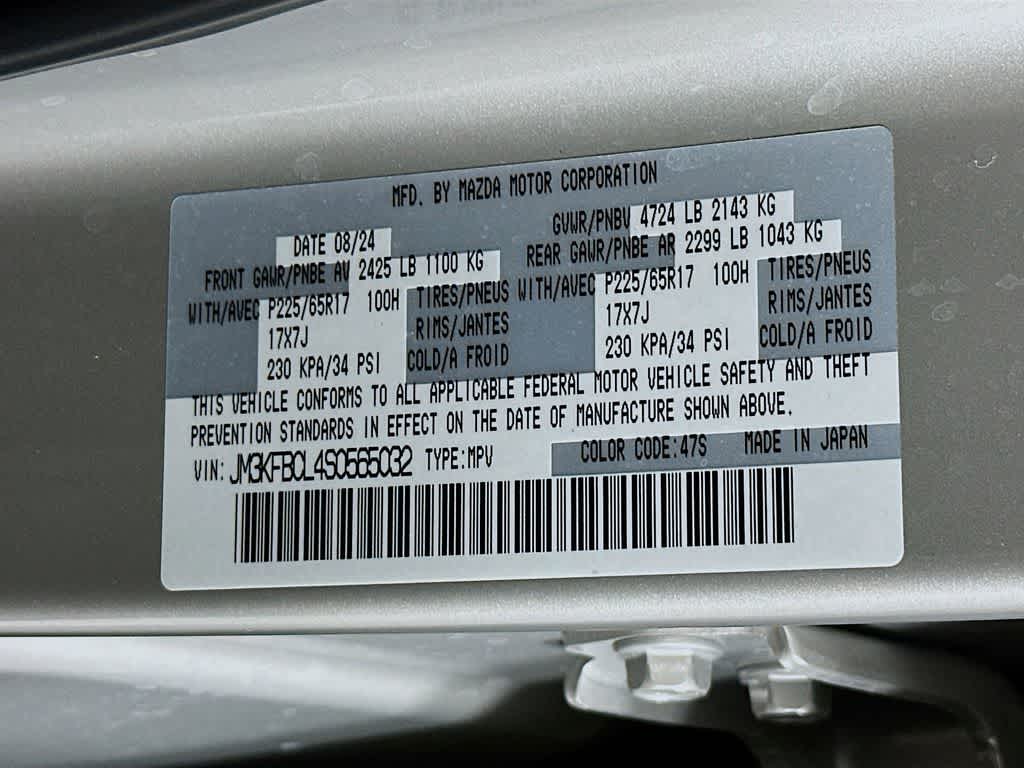 MFD. BY MAZDA MOTOR CORPORATION
DATE 08/24 GVWR/PNBV 4724 LB 2143 KG
FRONT GAWR/PNBE AV 2425 LB 1100 KG REAR GAWR/PNBE AR 2299 LB 1043 KG
WITH/AVEC P225/65R17 100H TIRES/PNEUS WITH/AVEC P225/65R17 100H TIRES/PNEUS
17X7J RIMS/JANTES 17X7J RIMS/JANTES
230 KPA/34 PSI COLD/A FROID 230 KPA/34 PSI COLD/A FROID
THIS VEHICLE CONFORMS TO ALL APPLICABLE FEDERAL MOTOR VEHICLE SAFETY AND THEFT
PREVENTION STANDARDS IN EFFECT ON THE DATE OF MANUFACTURE SHOWN ABOVE.
VIN: JM3KFBCL4S0565032 TYPE:MPV COLOR CODE:47S MADE IN JAPAN